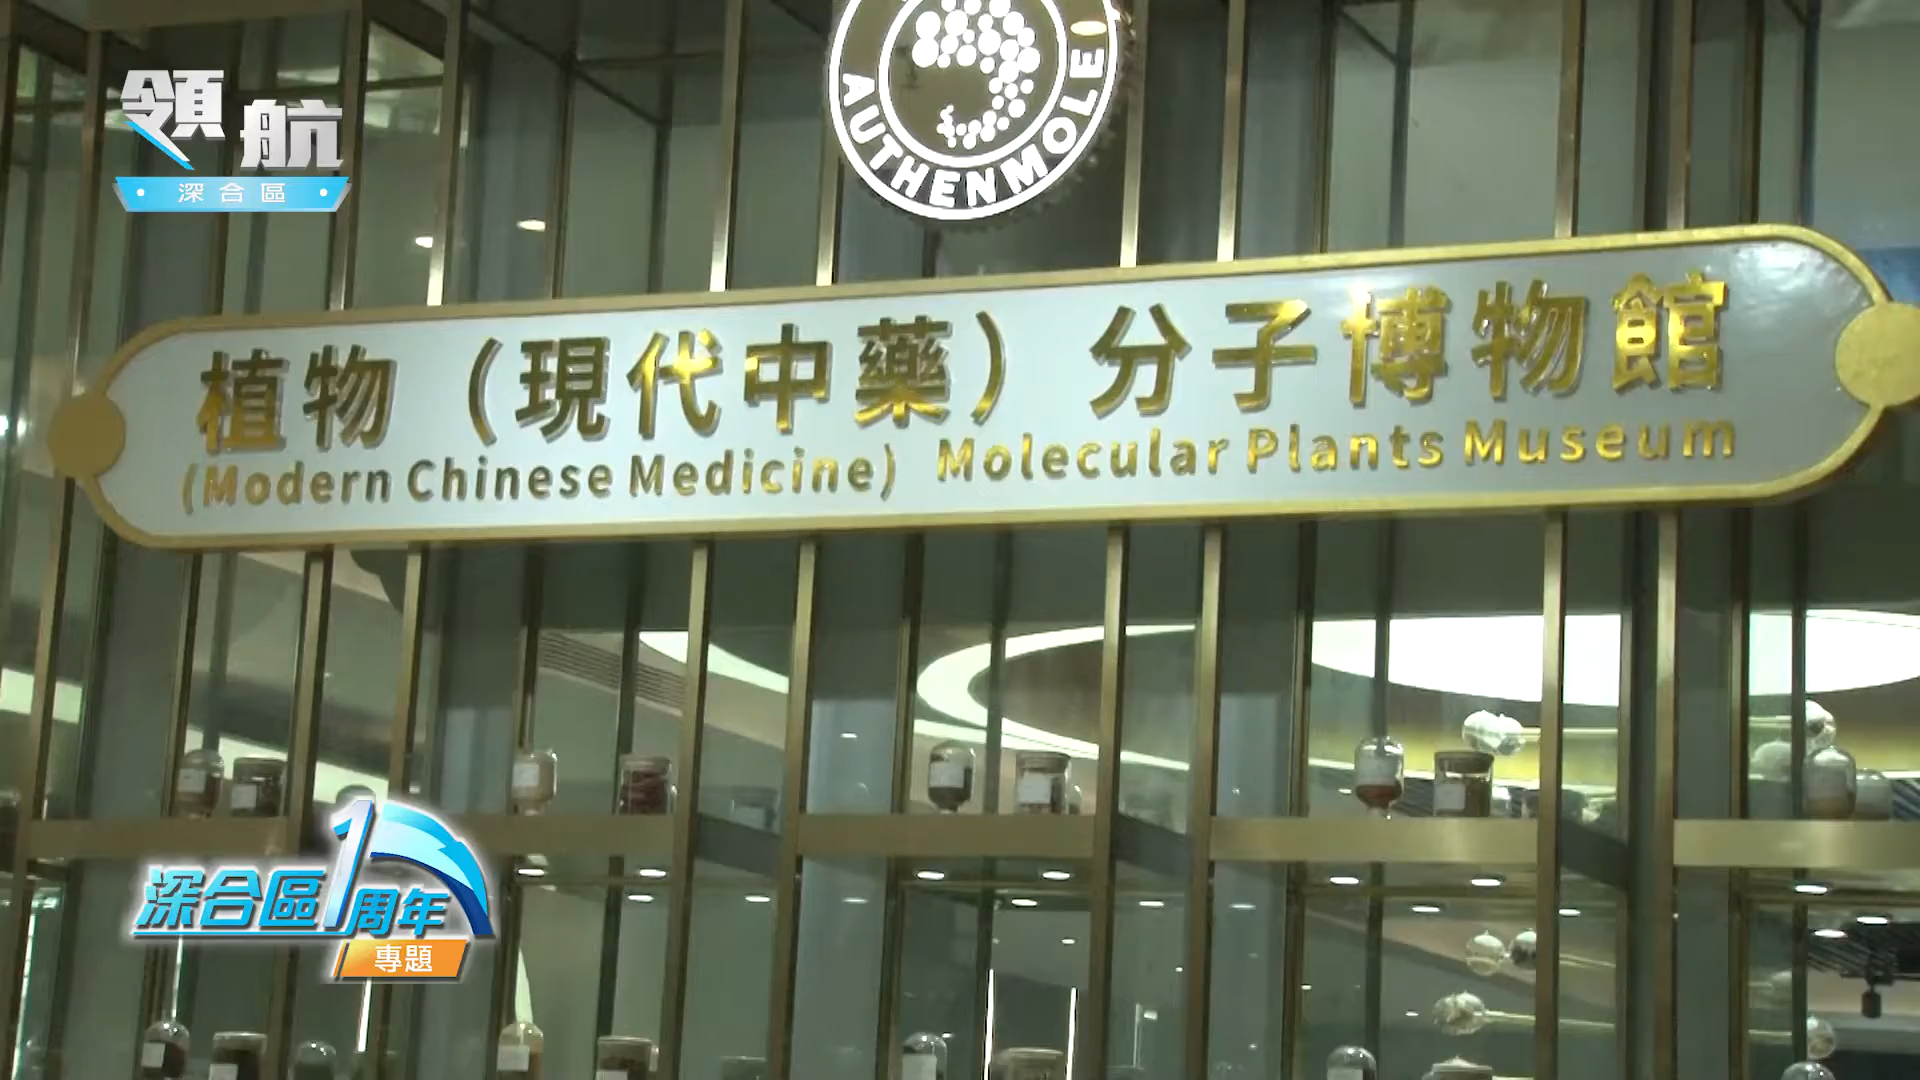 領航
深合區
AUTHENMOLE
植物（現代中藥）分子博物館
(Modern Chinese Medicine) Molecular Plants Museum
深合區1周年
專題